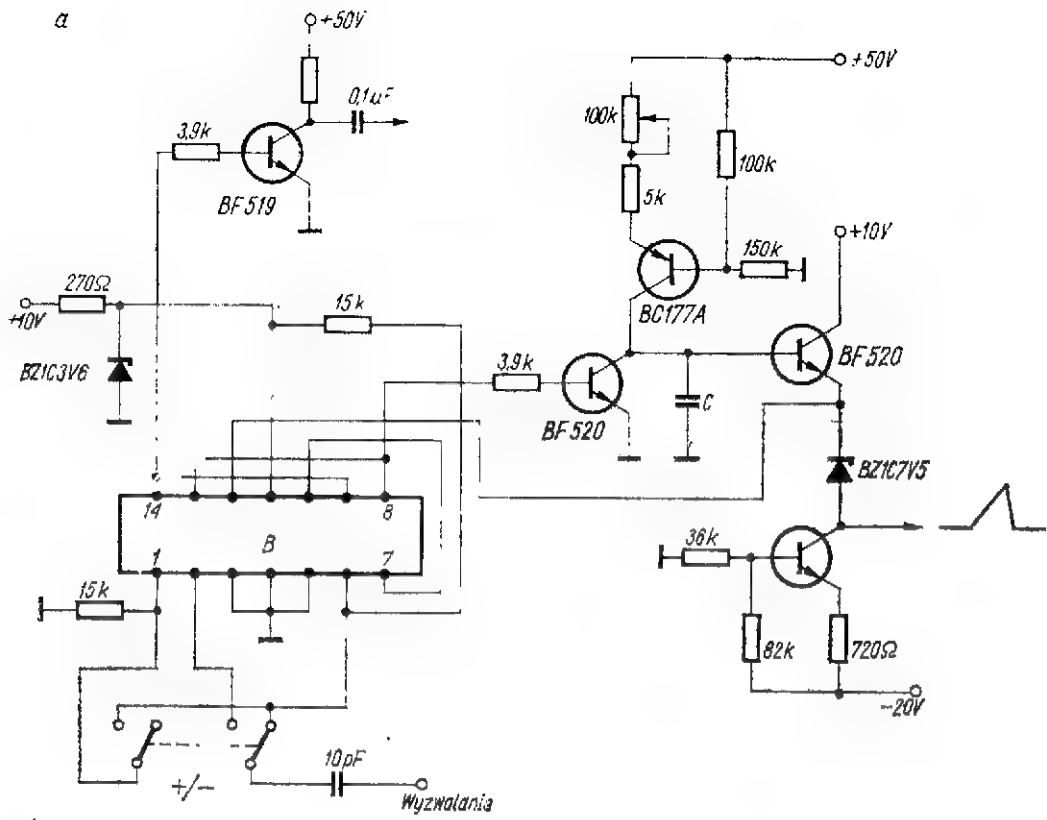 a
+50V
0,1µF
3,9k
BF519
+50V
100k
100k
5k
150k
BC177A
+10V
270Ω
+10V
BZ1C3V6
15k
3,9k
BF520
C
BF520
BZ1C7V5
14
8
B
1
7
15k
36k
82k
720Ω
-20V
+/-
10pF
Wyzwalania